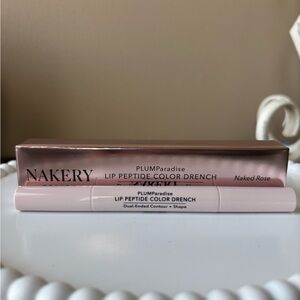 NAKERY
PLUMParadise
LIP PEPTIDE COLOR DRENCH
Naked Rose
PLUMParadise
LIP PEPTIDE COLOR DRENCH
Dual-Ended Contour + Shape